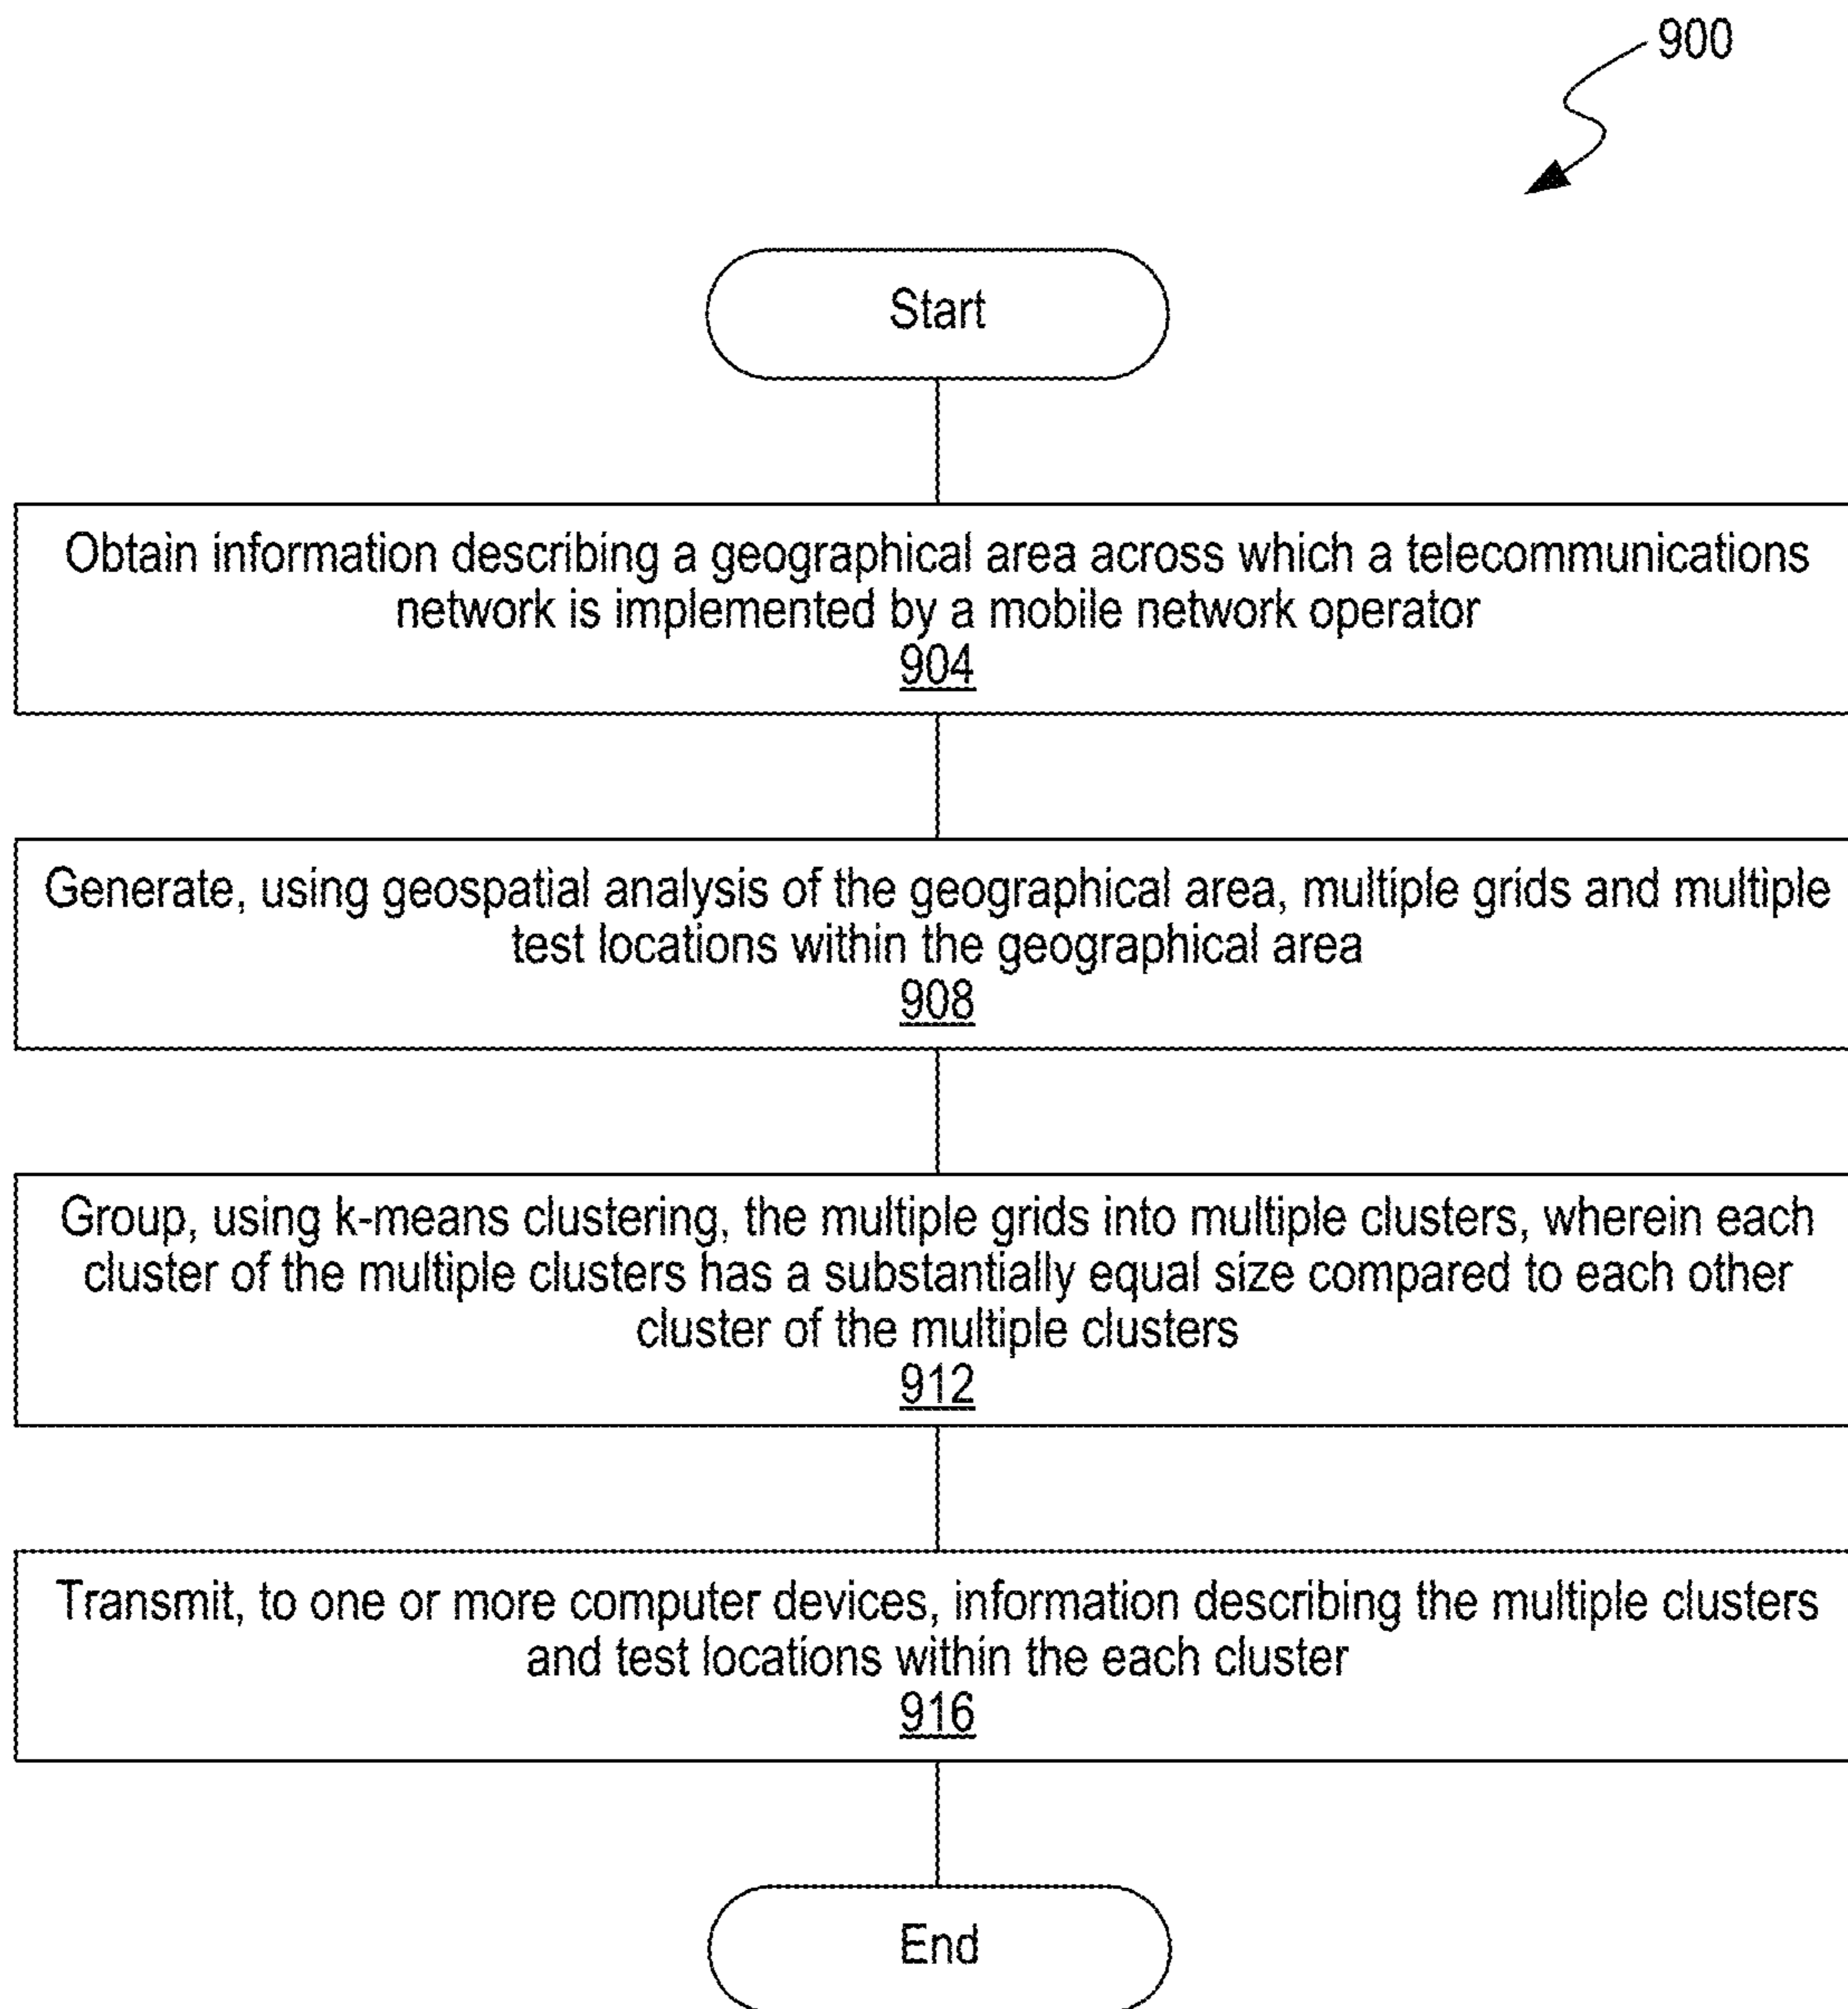 900
Start
Obtain information describing a geographical area across which a telecommunications
network is implemented by a mobile network operator
904
Generate, using geospatial analysis of the geographical area, multiple grids and multiple
test locations within the geographical area
908
Group, using k-means clustering, the multiple grids into multiple clusters, wherein each
cluster of the multiple clusters has a substantially equal size compared to each other
cluster of the multiple clusters
912
Transmit, to one or more computer devices, information describing the multiple clusters
and test locations within the each cluster
916
End